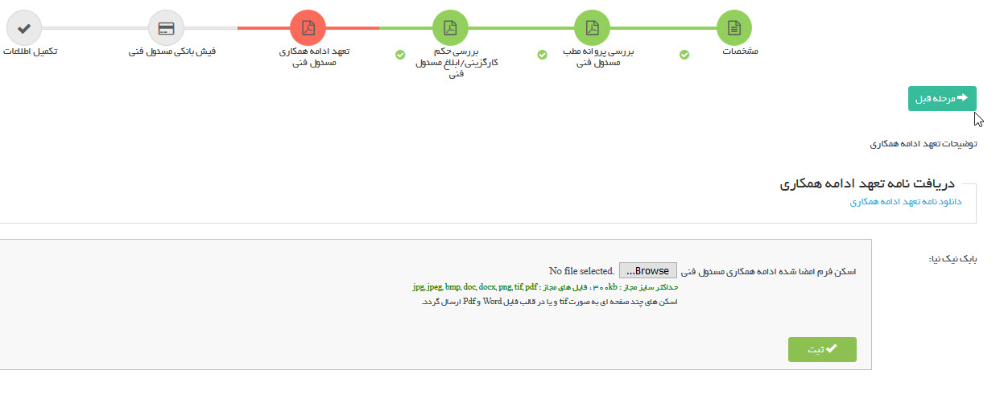 مشخصات
بررسی پروانه مطب
مسئول فنی
بررسی حکم
کارگزینی/ابلاغ مسئول
فنی
تعهد ادامه همکاری
مسئول فنی
فیش بانکی مسئول فنی
تکمیل اطلاعات
مرحله قبل
توضیحات تعهد ادامه همکاری
دریافت نامه تعهد ادامه همکاری
دانلود نامه تعهد ادامه همکاری
بابک نیک نیا:
اسکن فرم امضا شده ادامه همکاری مسئول فنی Browse... No file selected.
حداکثر سایز مجاز : ۳۰۰kb ، فایل های مجاز : jpg, jpeg, bmp, doc, docx, png, tif, pdf
اسکن های چند صفحه ای به صورت tif و یا در قالب فایل Word و Pdf ارسال گردد.
ثبت